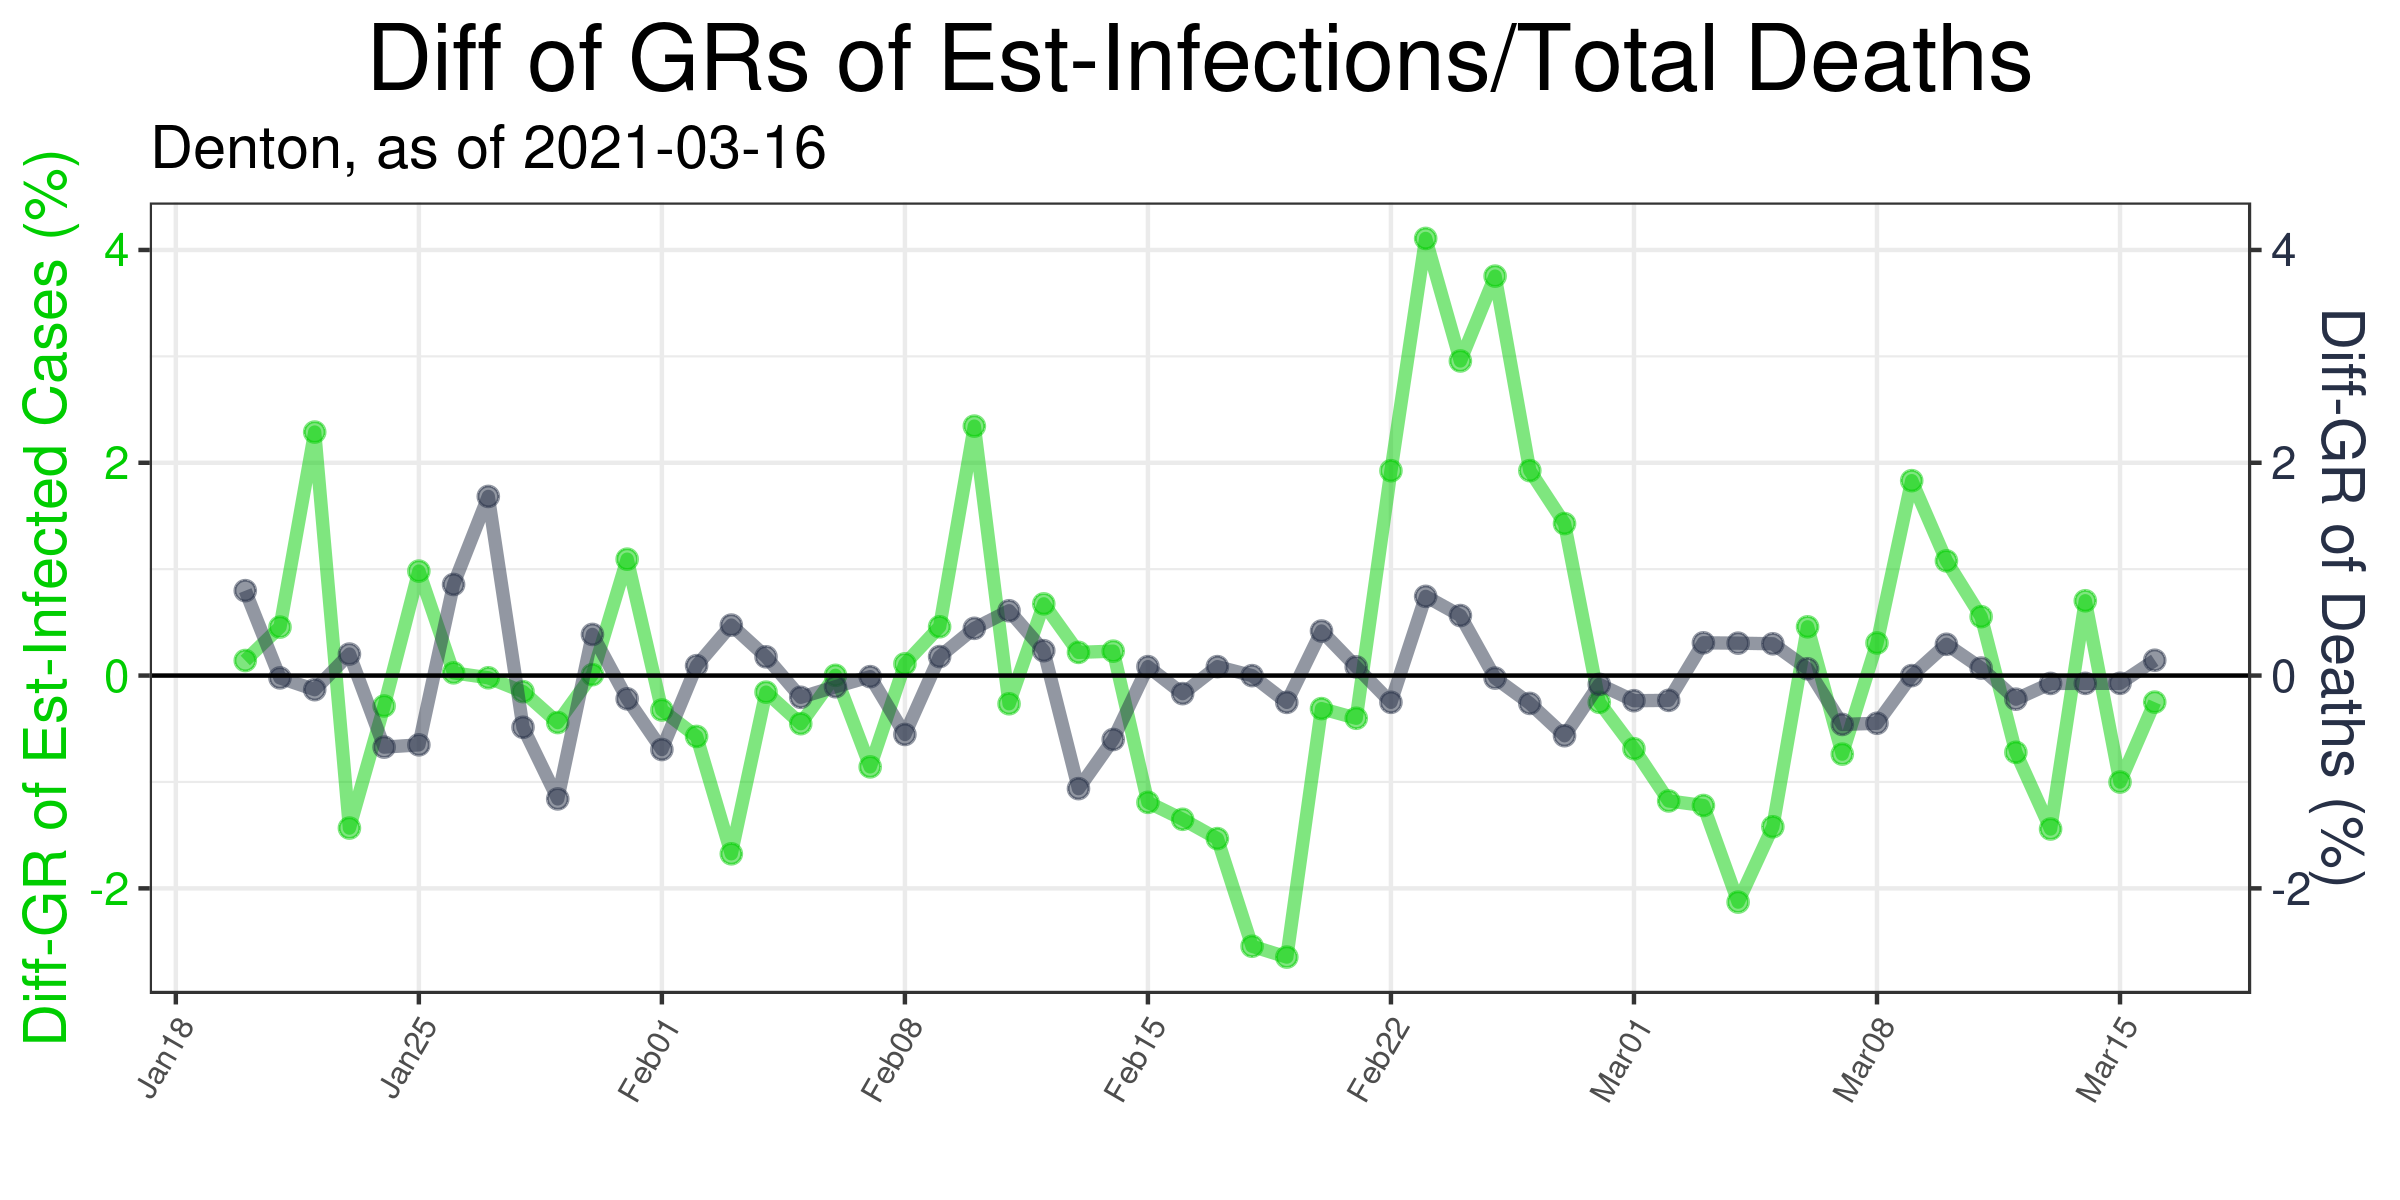 Diff of GRs of Est-Infections/Total Deaths
Denton, as of 2021-03-16
Diff-GR of Est-Infected Cases (%)
4
2
0
-2
4
2
0
-2
Diff-GR of Deaths (%)
Jan18
Jan25
Feb01
Feb08
Feb15
Feb22
Mar01
Mar08
Mar15